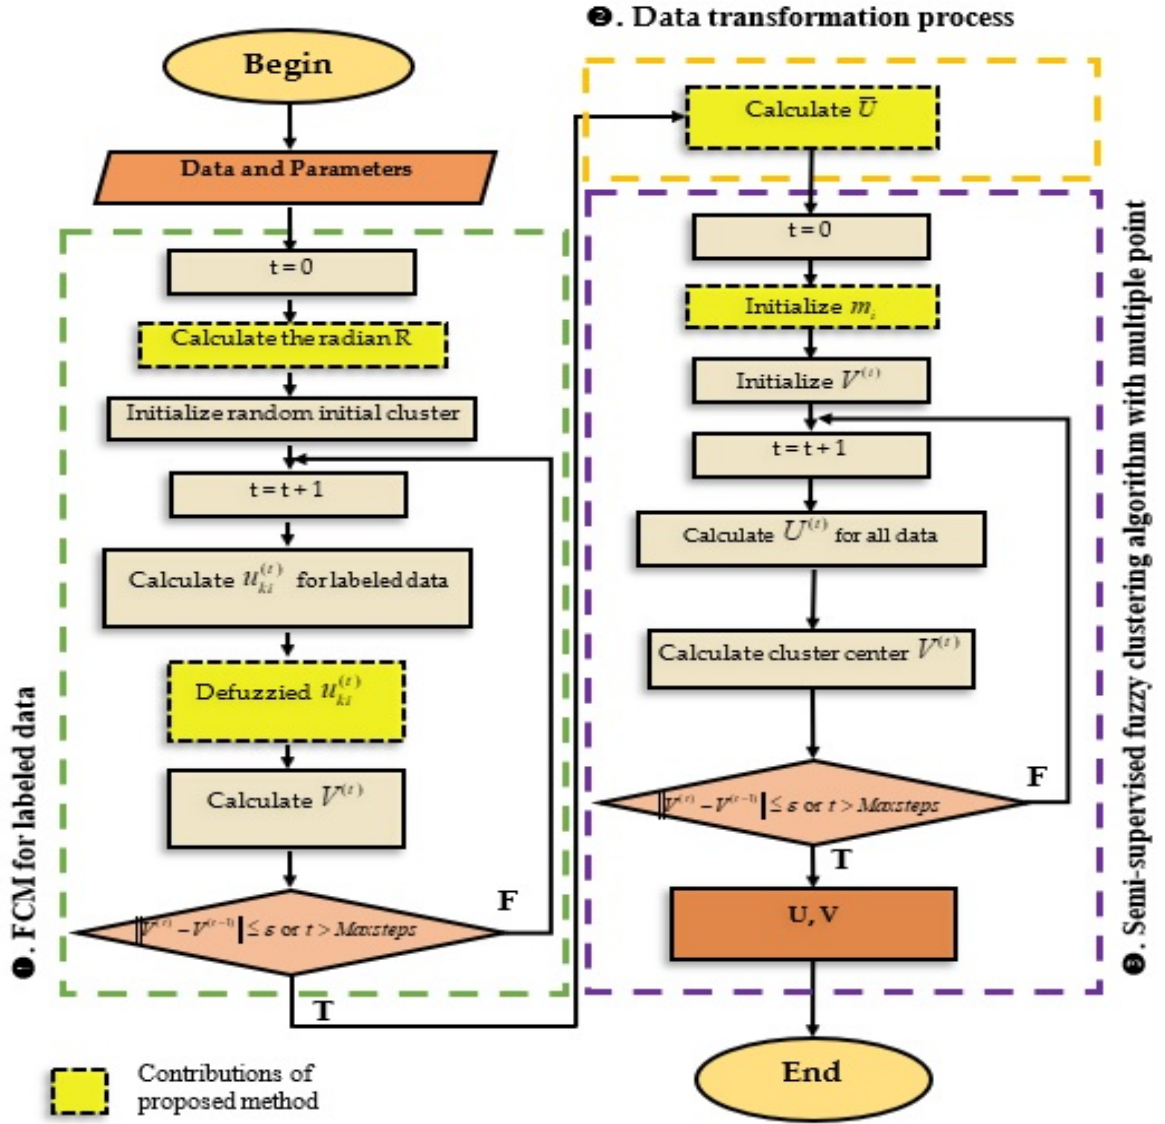 Begin
Data and Parameters
t = 0
Calculate the radian R
Initialize random initial cluster
t = t + 1
Calculate u_{ki}^{(t)} for labeled data
Defuzzied u_{ki}^{(t)}
Calculate V^{(t)}
‖V^{(t)} − V^{(t−1)}‖ ≤ ε or t > Maxsteps
F
T
❶. FCM for labeled data
Contributions of
proposed method
❷. Data transformation process
Calculate U̅
t = 0
Initialize m_i
Initialize V^{(t)}
t = t + 1
Calculate U^{(t)} for all data
Calculate cluster center V^{(t)}
‖V^{(t)} − V^{(t−1)}‖ ≤ ε or t > Maxsteps
F
T
U, V
End
❸. Semi-supervised fuzzy clustering algorithm with multiple point